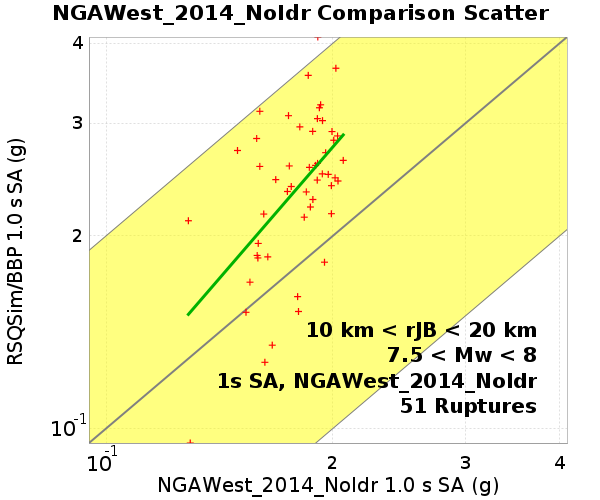 NGAWest_2014_NoIdr Comparison Scatter
4
3
2
10-1
RSQSim/BBP 1.0 s SA (g)
10 km < rJB < 20 km
7.5 < Mw < 8
1s SA, NGAWest_2014_NoIdr
51 Ruptures
10-1 2 3 4
NGAWest_2014_NoIdr 1.0 s SA (g)